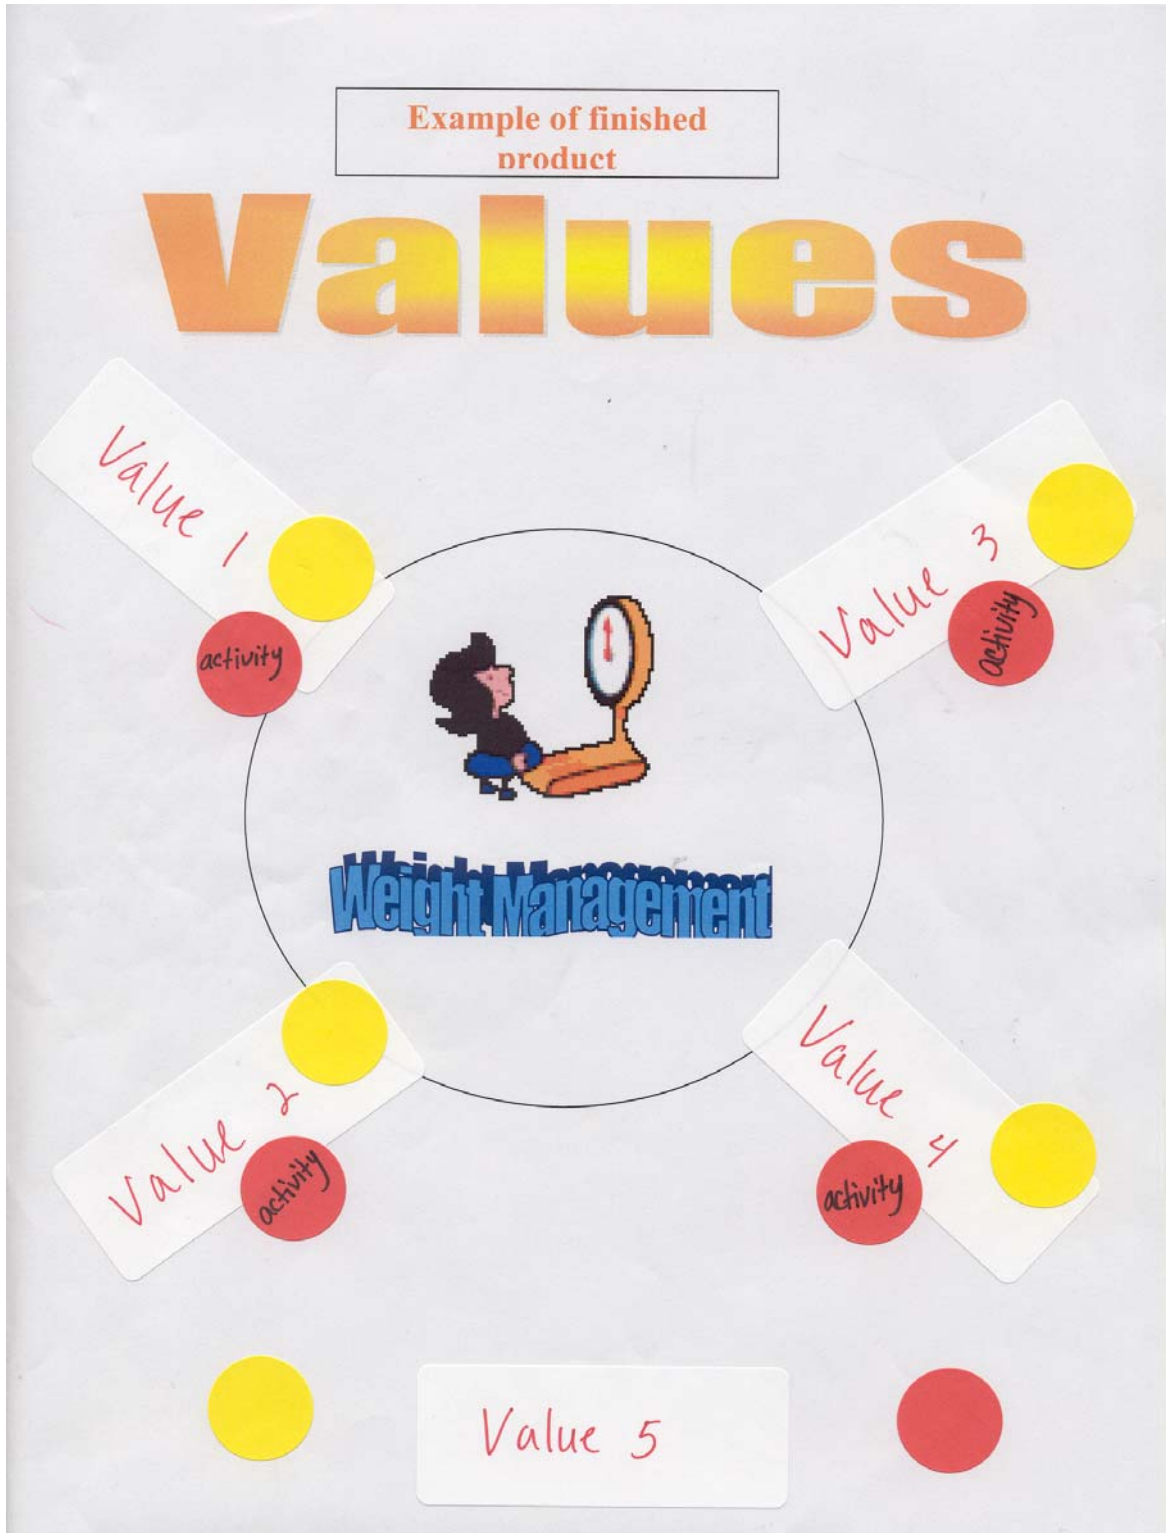 Example of finished
product
Values
Value 1
activity
Value 3
activity
Weight Management
Value 2
activity
Value 4
activity
Value 5